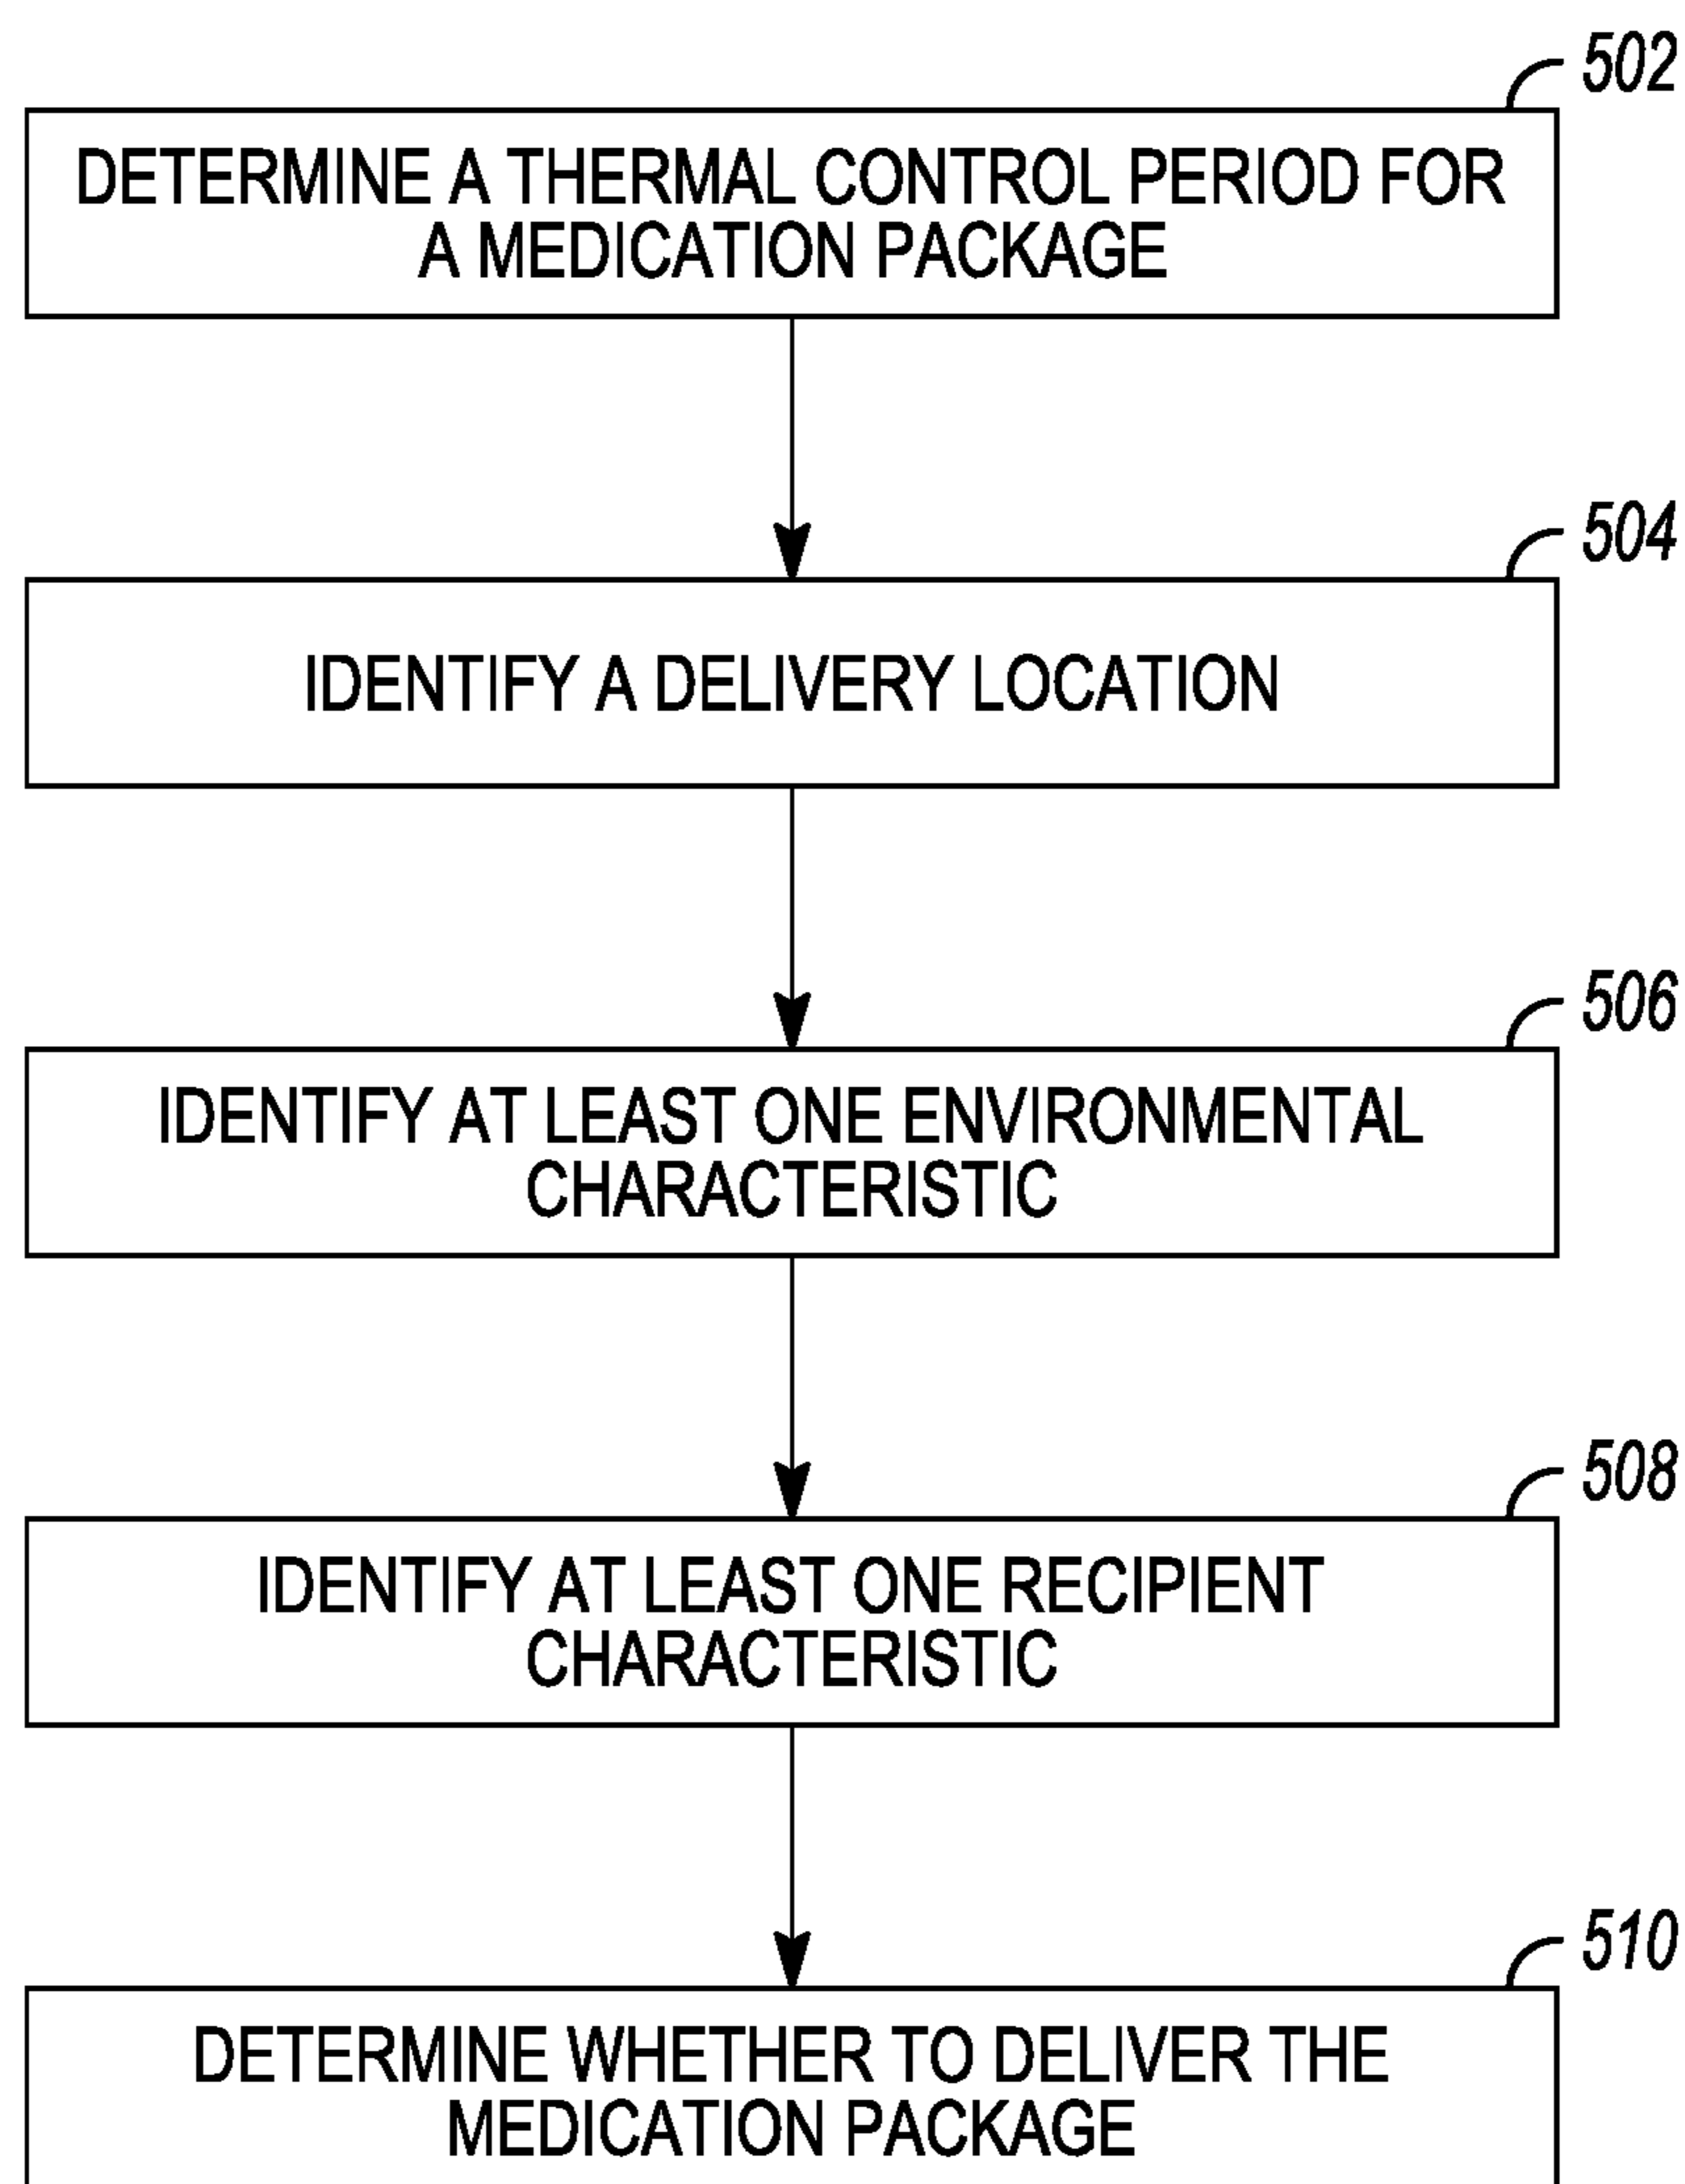 502
DETERMINE A THERMAL CONTROL PERIOD FOR
A MEDICATION PACKAGE
504
IDENTIFY A DELIVERY LOCATION
506
IDENTIFY AT LEAST ONE ENVIRONMENTAL
CHARACTERISTIC
508
IDENTIFY AT LEAST ONE RECIPIENT
CHARACTERISTIC
510
DETERMINE WHETHER TO DELIVER THE
MEDICATION PACKAGE